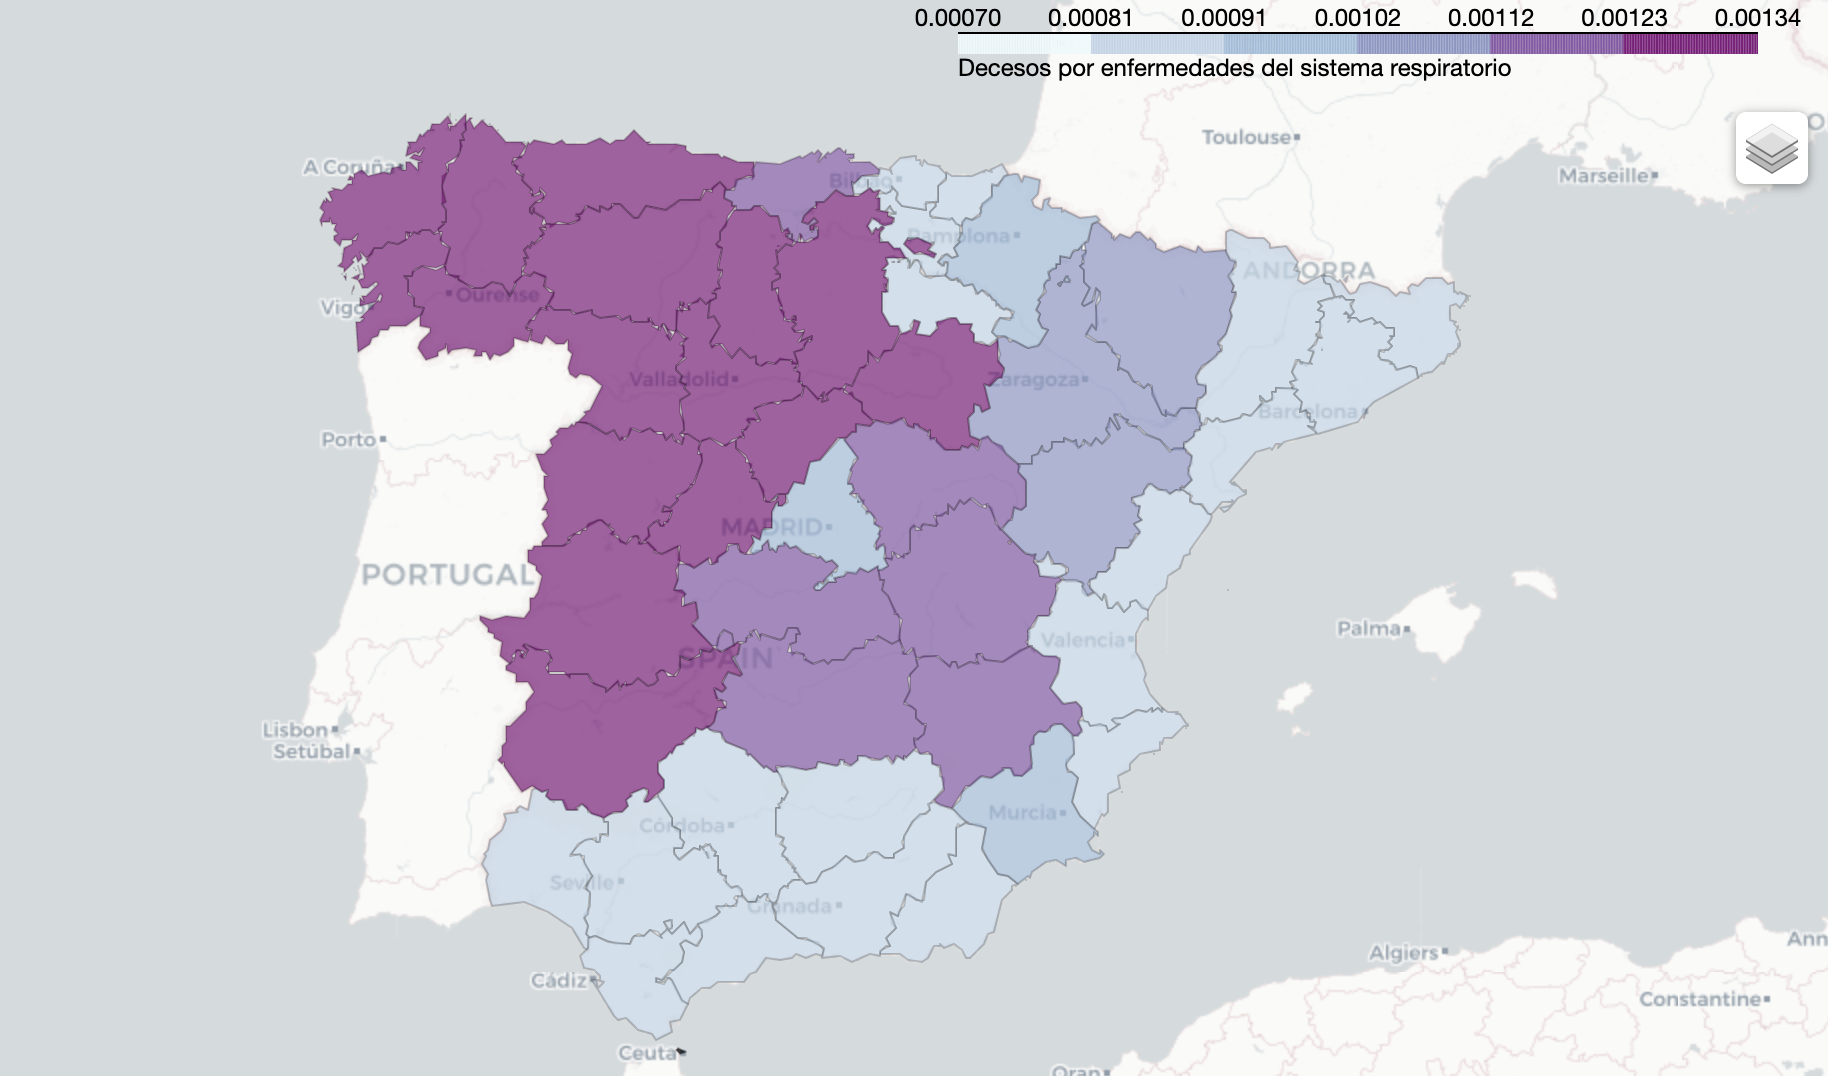 0.00070 0.00081 0.00091 0.00102 0.00112 0.00123 0.00134
Decesos por enfermedades del sistema respiratorio
Toulouse
A Coruña
Marseille
Bilbao
Pamplona
ANDORRA
Ourense
Vigo
Valladolid
Zaragoza
Barcelona
Porto
MADRID
PORTUGAL
Palma
Valencia
SPAIN
Lisbon
Setúbal
Murcia
Córdoba
Seville
Granada
Ann
Algiers
Cádiz
Constantine
Ceuta
Oran